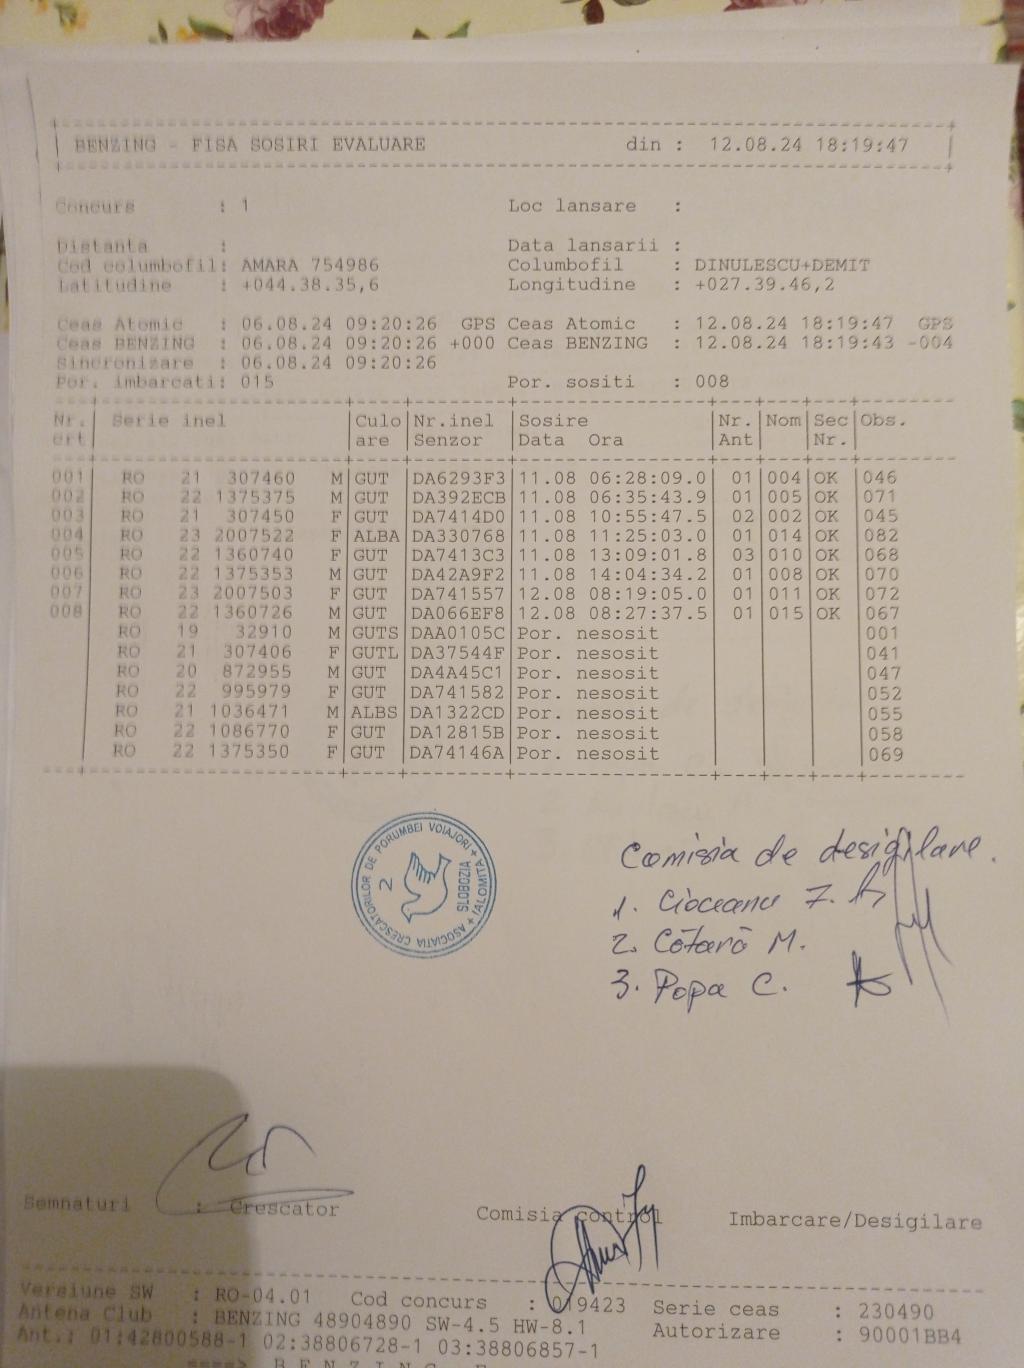 BENZING - FISA SOSIRI EVALUARE din : 12.08.24 18:19:47
Concurs : 1 Loc lansare :
Distanta : Data lansarii :
Cod columbofil: AMARA 754986 Columbofil : DINULESCU+DEMIT
Latitudine : +044.38.35,6 Longitudine : +027.39.46,2
Ceas Atomic : 06.08.24 09:20:26 GPS Ceas Atomic : 12.08.24 18:19:47 GPS
Ceas BENZING : 06.08.24 09:20:26 +000 Ceas BENZING : 12.08.24 18:19:43 -004
Sincronizare : 06.08.24 09:20:26
Por. imbarcati: 015 Por. sositi : 008
Nr. Serie inel Culo Nr.inel Sosire Nr. Nom Sec Obs.
crt are Senzor Data Ora Ant Nr.
001 RO 21 307460 M GUT DA6293F3 11.08 06:28:09.0 01 004 OK 046
002 RO 22 1375375 M GUT DA392ECB 11.08 06:35:43.9 01 005 OK 071
003 RO 21 307450 F GUT DA7414D0 11.08 10:55:47.5 02 002 OK 045
004 RO 23 2007522 F ALBA DA330768 11.08 11:25:03.0 01 014 OK 082
005 RO 22 1360740 F GUT DA7413C3 11.08 13:09:01.8 03 010 OK 068
006 RO 22 1375353 M GUT DA42A9F2 11.08 14:04:34.2 01 008 OK 070
007 RO 23 2007503 F GUT DA741557 12.08 08:19:05.0 01 011 OK 072
008 RO 22 1360726 M GUT DA066EF8 12.08 08:27:37.5 01 015 OK 067
RO 19 32910 M GUTS DAA0105C Por. nesosit 001
RO 21 307406 F GUTL DA37544F Por. nesosit 041
RO 20 872955 M GUT DA4A45C1 Por. nesosit 047
RO 22 995979 F GUT DA741582 Por. nesosit 052
RO 21 1036471 M ALBS DA1322CD Por. nesosit 055
RO 22 1086770 F GUT DA12815B Por. nesosit 058
RO 22 1375350 F GUT DA74146A Por. nesosit 069
ASOCIATIA CRESCATORILOR DE PORUMBEI VOIAJORI + IALOMITA +
SLOBOZIA
2
Comisia de desigilare.
1. Cioceanu F.
2. Cotară M.
3. Popa C.
Semnaturi : Crescator Comisia control Imbarcare/Desigilare
Versiune SW : RO-04.01 Cod concurs : 019423 Serie ceas : 230490
Antena Club : BENZING 48904890 SW-4.5 HW-8.1 Autorizare : 90001BB4
Ant.: 01:42800588-1 02:38806728-1 03:38806857-1